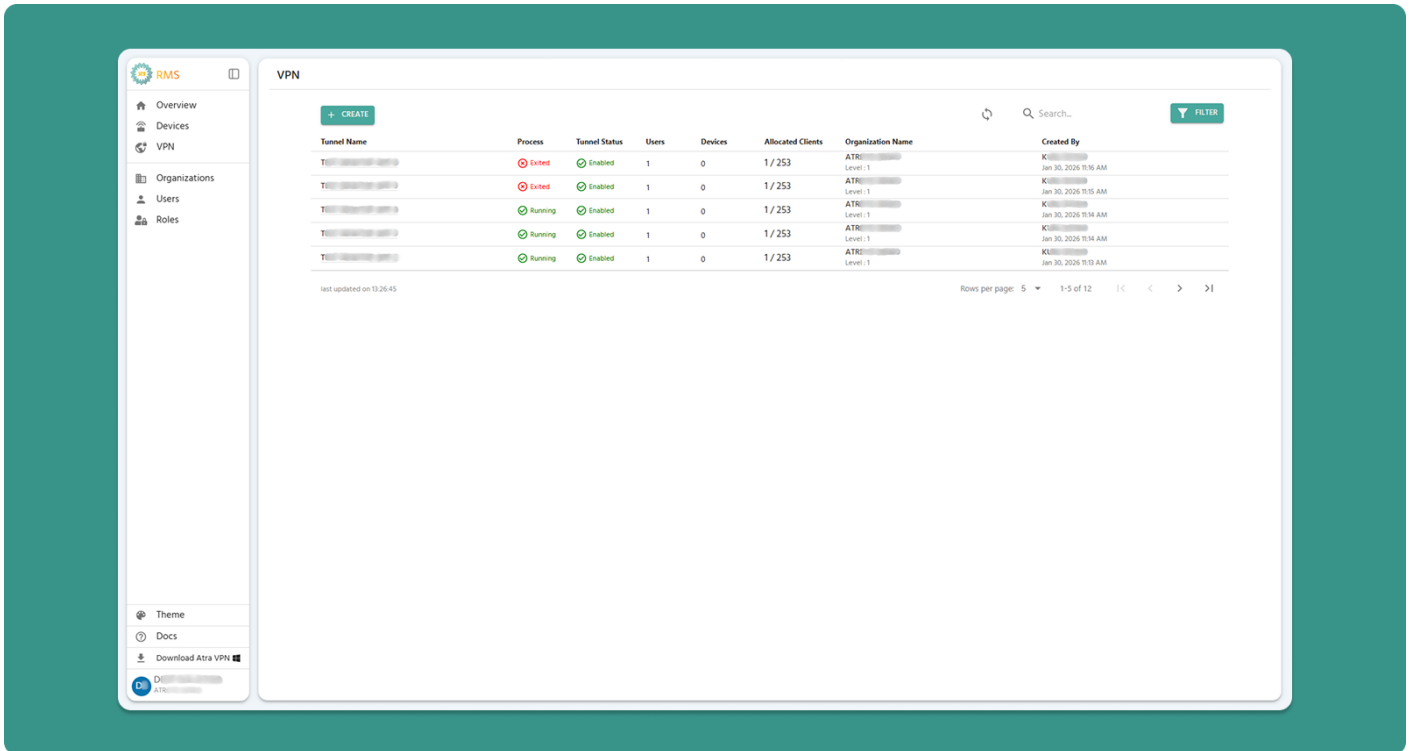 RMS
Overview
Devices
VPN
Organizations
Users
Roles
Theme
Docs
Download Atra VPN
VPN
+ CREATE
Search...
FILTER
Tunnel Name Process Tunnel Status Users Devices Allocated Clients Organization Name Created By
Exited Enabled 1 0 1 / 253
Level : 1 Jan 30, 2026 11:16 AM
Exited Enabled 1 0 1 / 253
Level : 1 Jan 30, 2026 11:15 AM
Running Enabled 1 0 1 / 253
Level : 1 Jan 30, 2026 11:14 AM
Running Enabled 1 0 1 / 253
Level : 1 Jan 30, 2026 11:14 AM
Running Enabled 1 0 1 / 253
Level : 1 Jan 30, 2026 11:13 AM
last updated on 13:26:45
Rows per page: 5 1-5 of 12